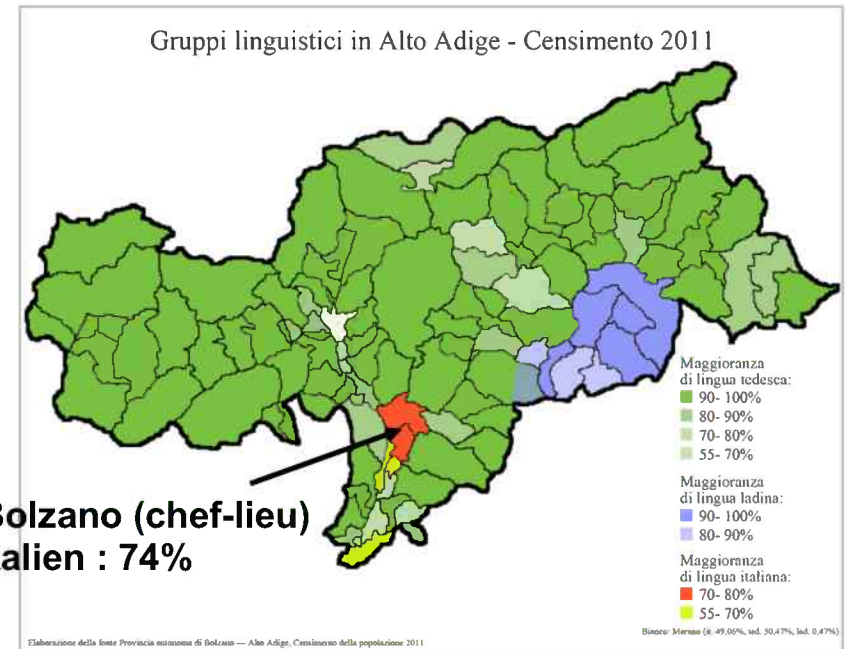 Gruppi linguistici in Alto Adige - Censimento 2011
Maggioranza
di lingua tedesca:
90- 100%
80- 90%
70- 80%
55- 70%
Maggioranza
di lingua ladina:
90- 100%
80- 90%
Maggioranza
di lingua italiana:
70- 80%
55- 70%
olzano (chef-lieu)
alien : 74%
Bianco: Merano (it. 49,06%, ted. 50,47%, lad. 0,47%)
Elaborazione della fonte Provincia autonoma di Bolzano — Alto Adige, Censimento della popolazione 2011